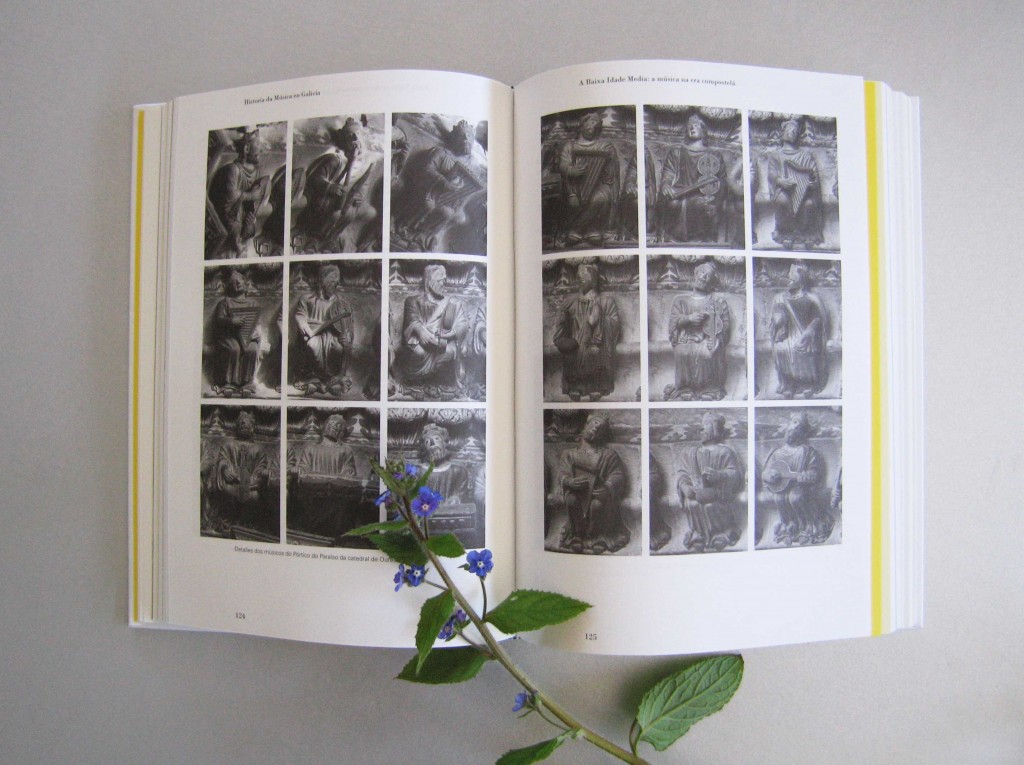 Historia da Música en Galicia
Detalles dos músicos do Pórtico do Paraíso da catedral de
124
A Baixa Idade Media: a música na era compostelá
125